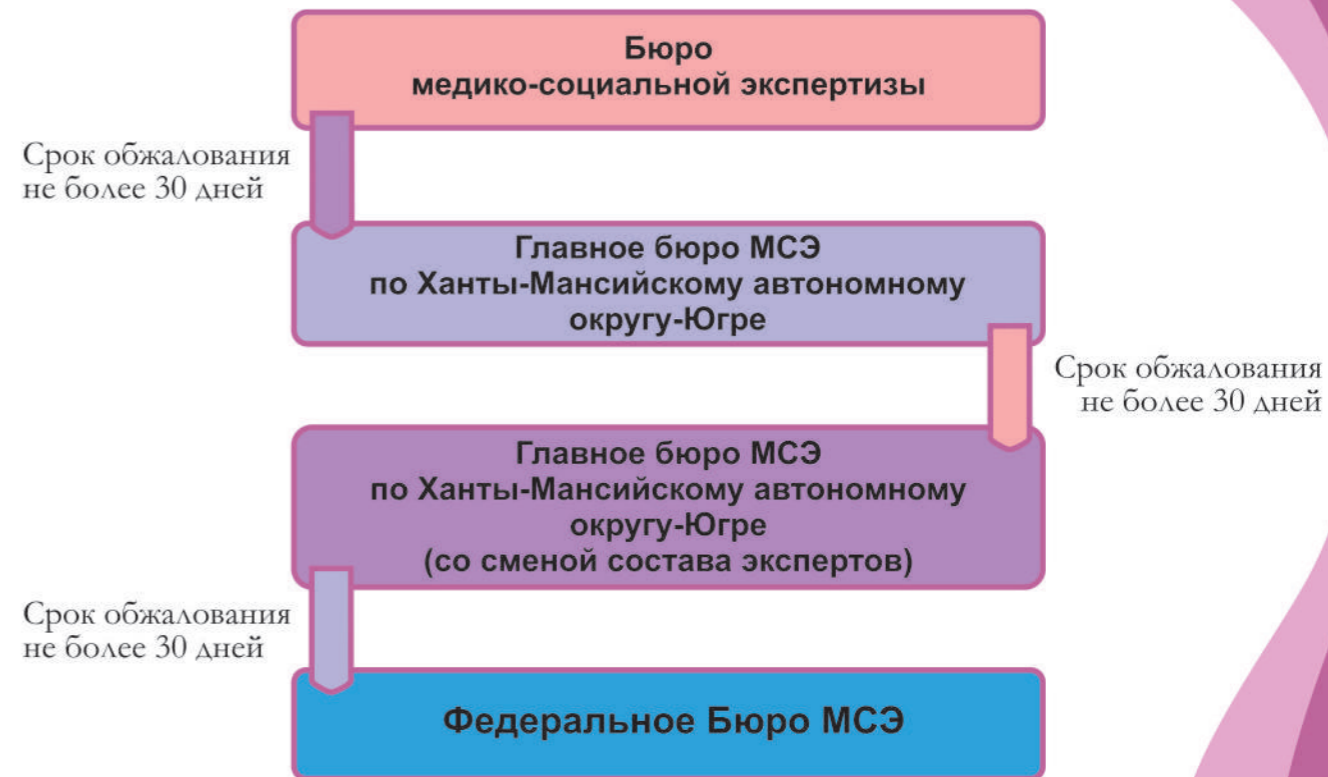 Бюро
медико-социальной экспертизы
Срок обжалования
не более 30 дней
Главное бюро МСЭ
по Ханты-Мансийскому автономному
округу-Югре
Срок обжалования
не более 30 дней
Главное бюро МСЭ
по Ханты-Мансийскому автономному
округу-Югре
(со сменой состава экспертов)
Срок обжалования
не более 30 дней
Федеральное Бюро МСЭ